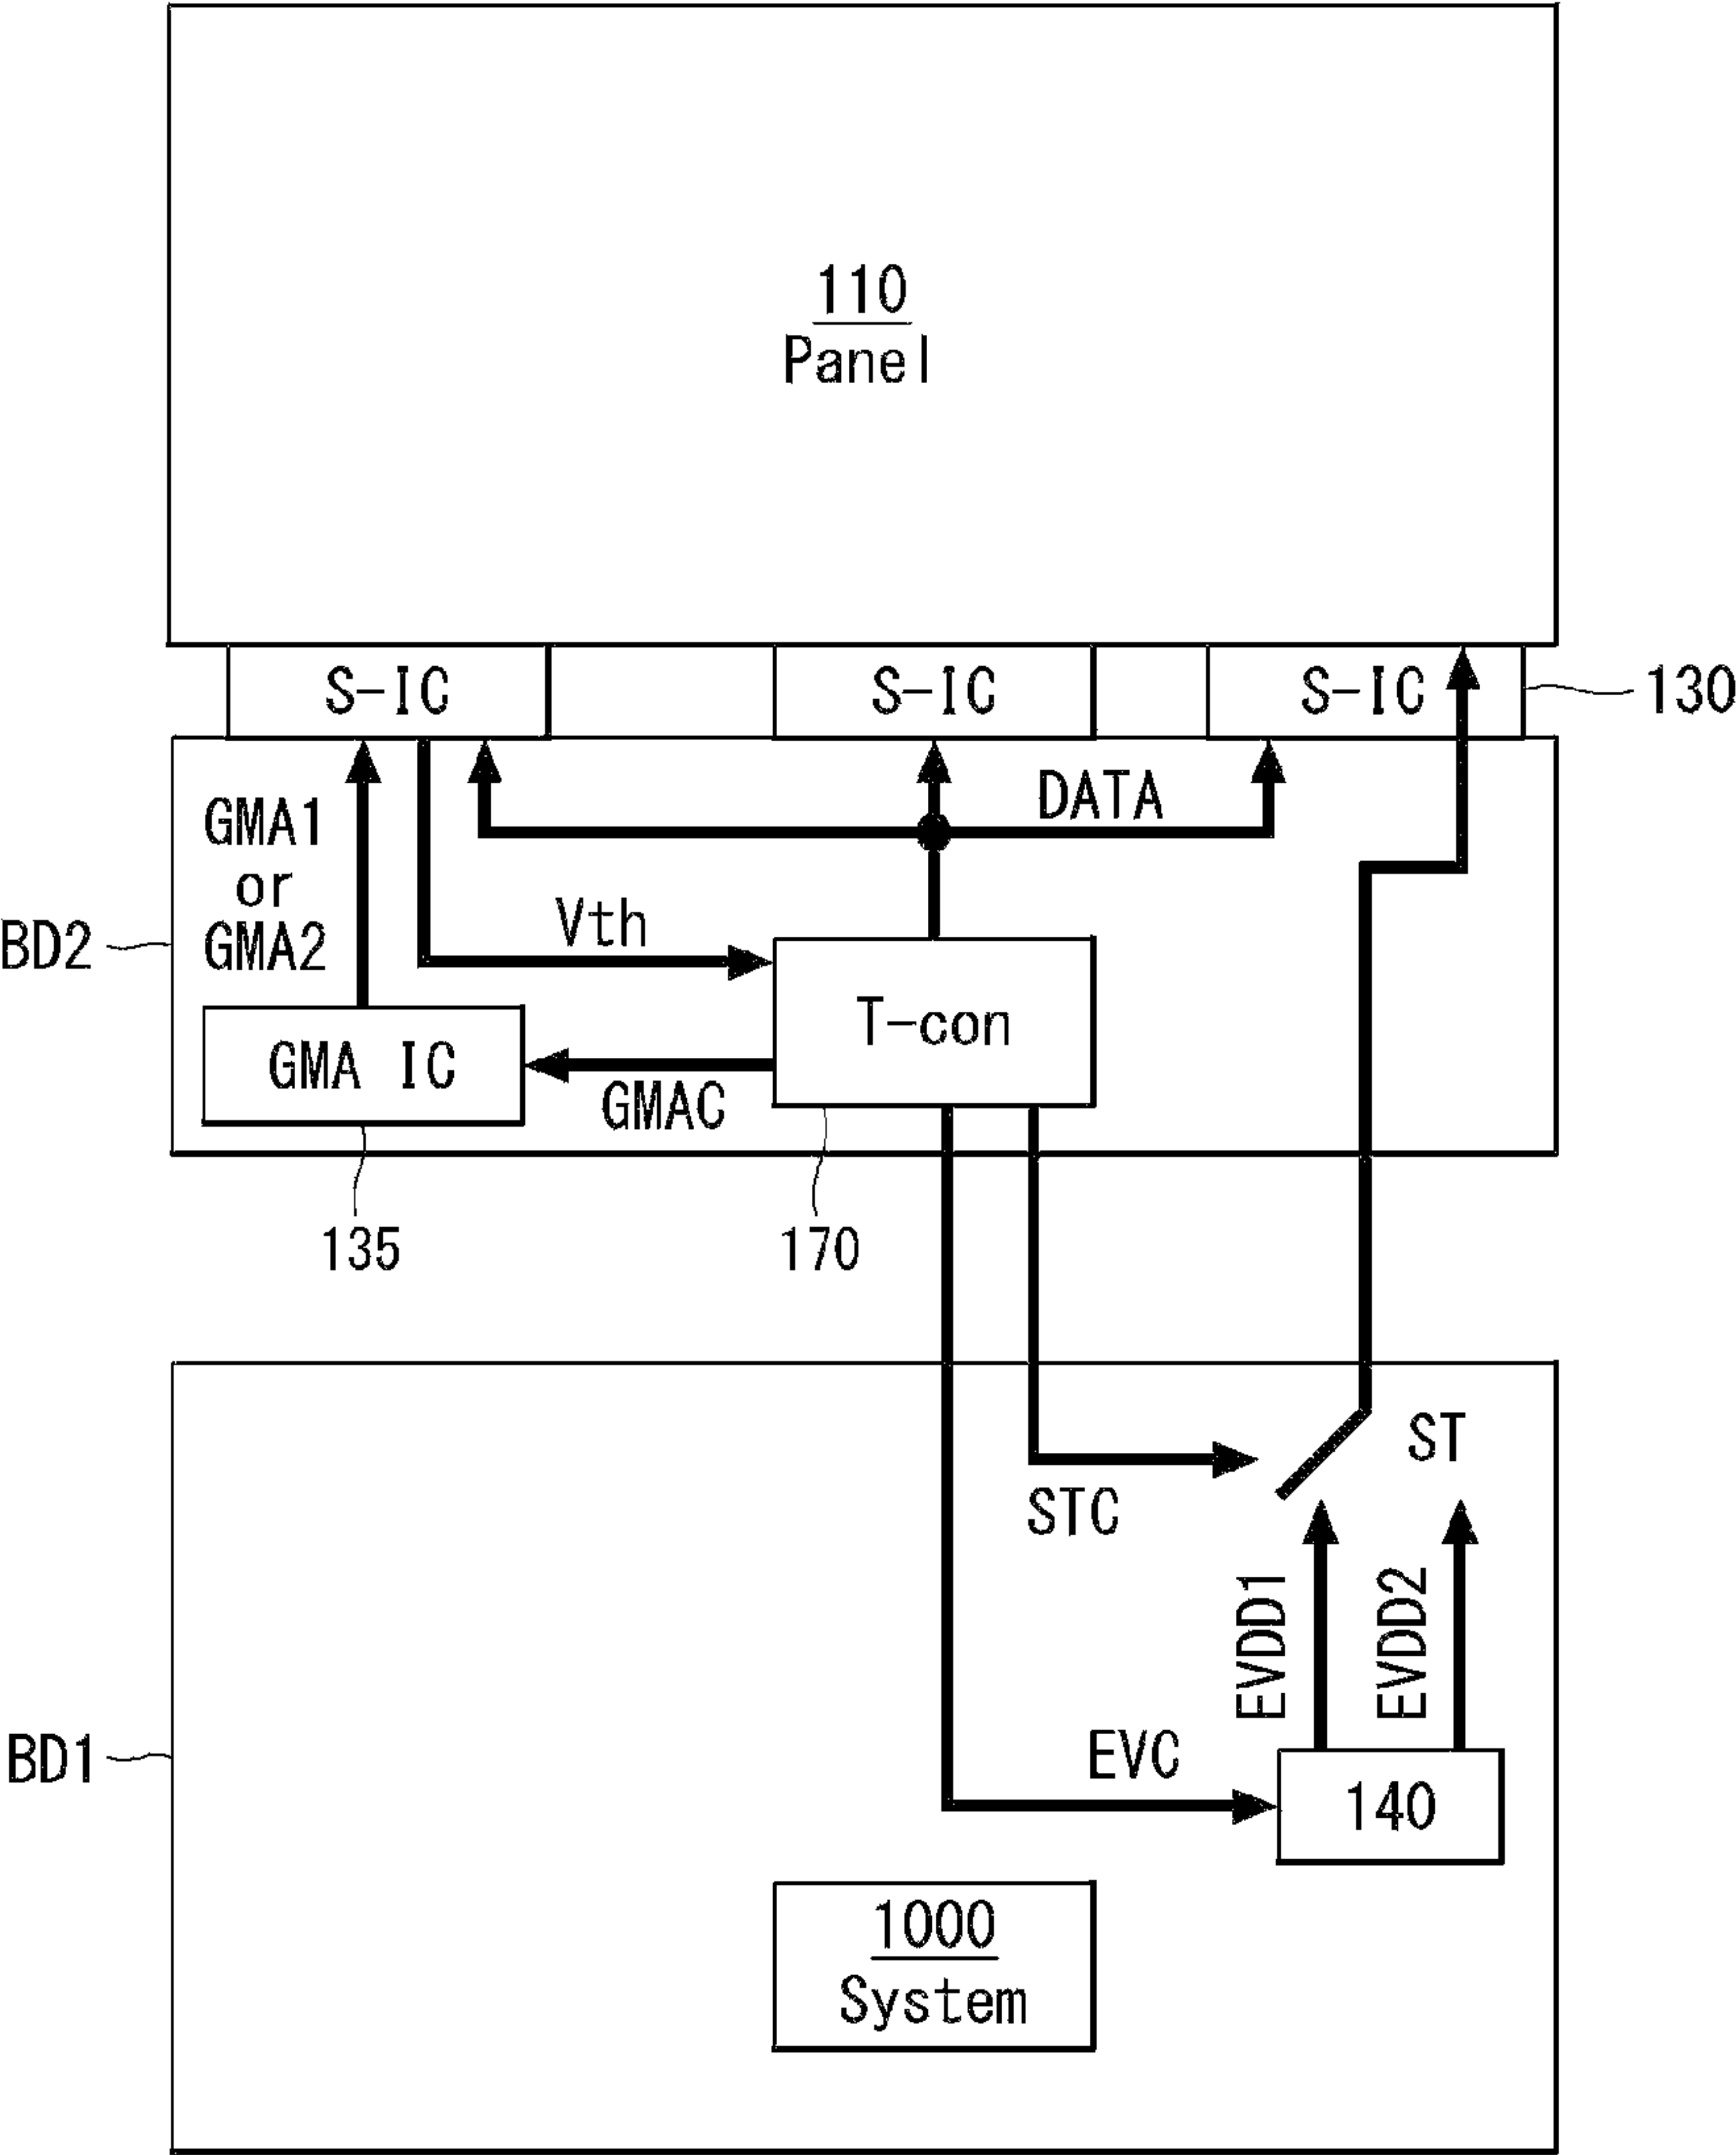 110
Panel
S-IC
S-IC
S-IC
130
GMA1
or
GMA2
DATA
Vth
BD2
T-con
GMA IC
GMAC
135
170
ST
STC
EVDD1
EVDD2
BD1
EVC
140
1000
System